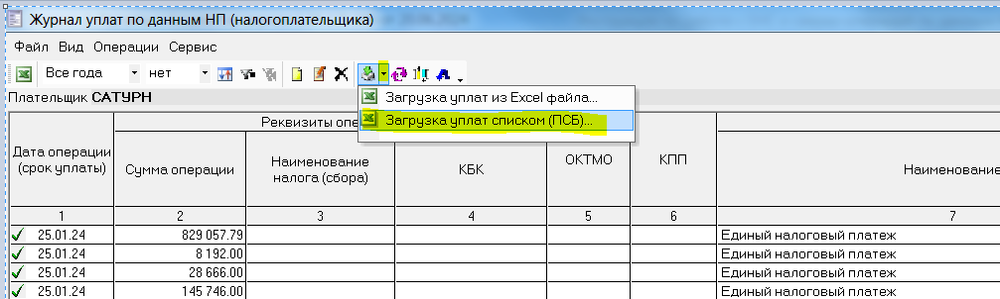 Журнал уплат по данным НП (налогоплательщика)
Файл Вид Операции Сервис
Все года нет
Плательщик САТУРН
Загрузка уплат из Excel файла...
Загрузка уплат списком (ПСБ)...
Реквизиты опе
Дата операции (срок уплаты)
Сумма операции
Наименование налога (сбора)
КБК
ОКТМО
КПП
Наименование
1 2 3 4 5 6 7
25.01.24 829 057.79 Единый налоговый платеж
25.01.24 8 192.00 Единый налоговый платеж
25.01.24 28 666.00 Единый налоговый платеж
25.01.24 145 746.00 Единый налоговый платеж